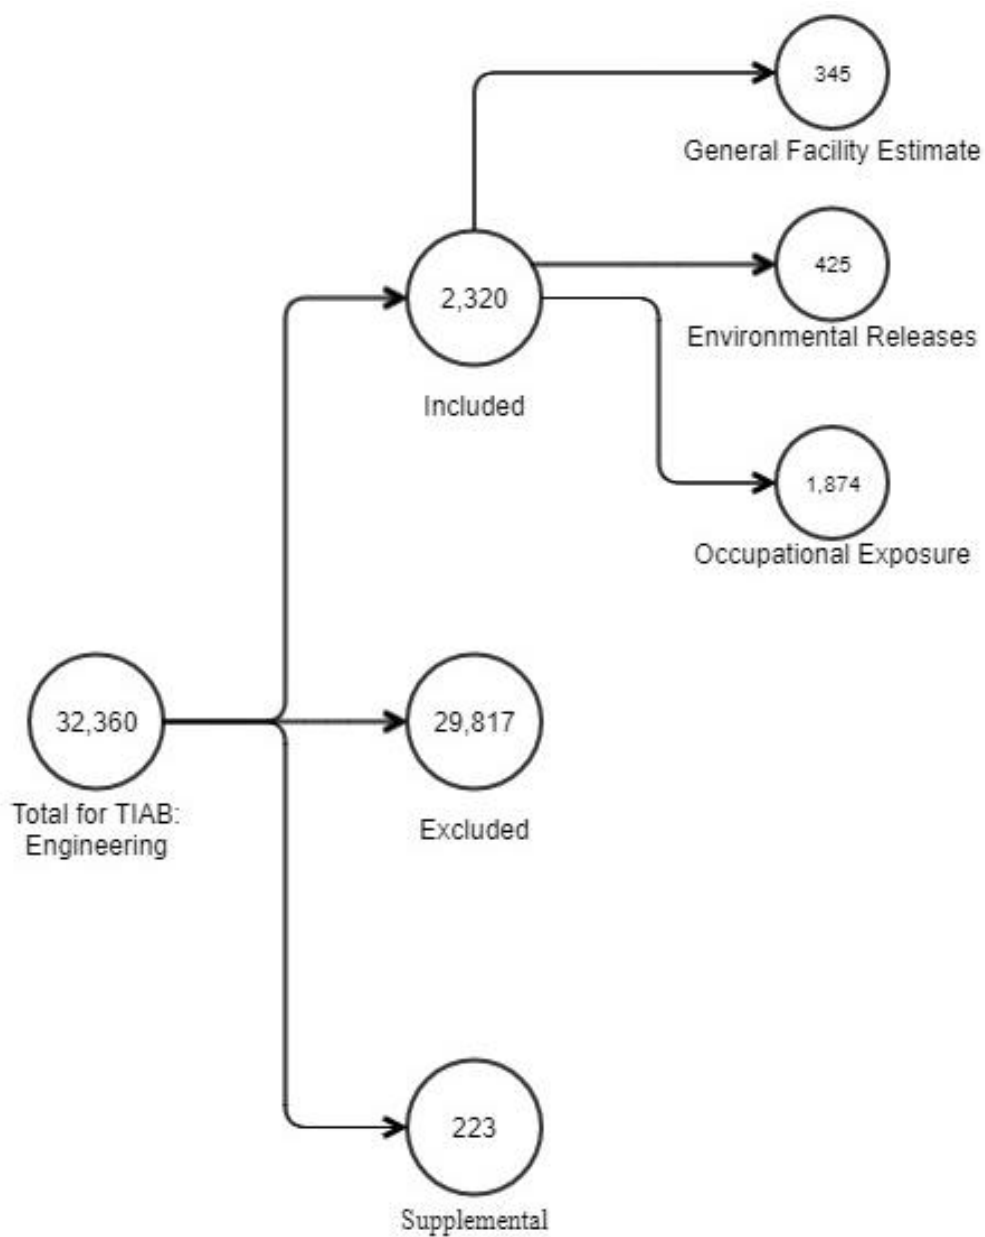 345
General Facility Estimate
425
Environmental Releases
2,320
Included
1,874
Occupational Exposure
32,360
Total for TIAB:
Engineering
29,817
Excluded
223
Supplemental